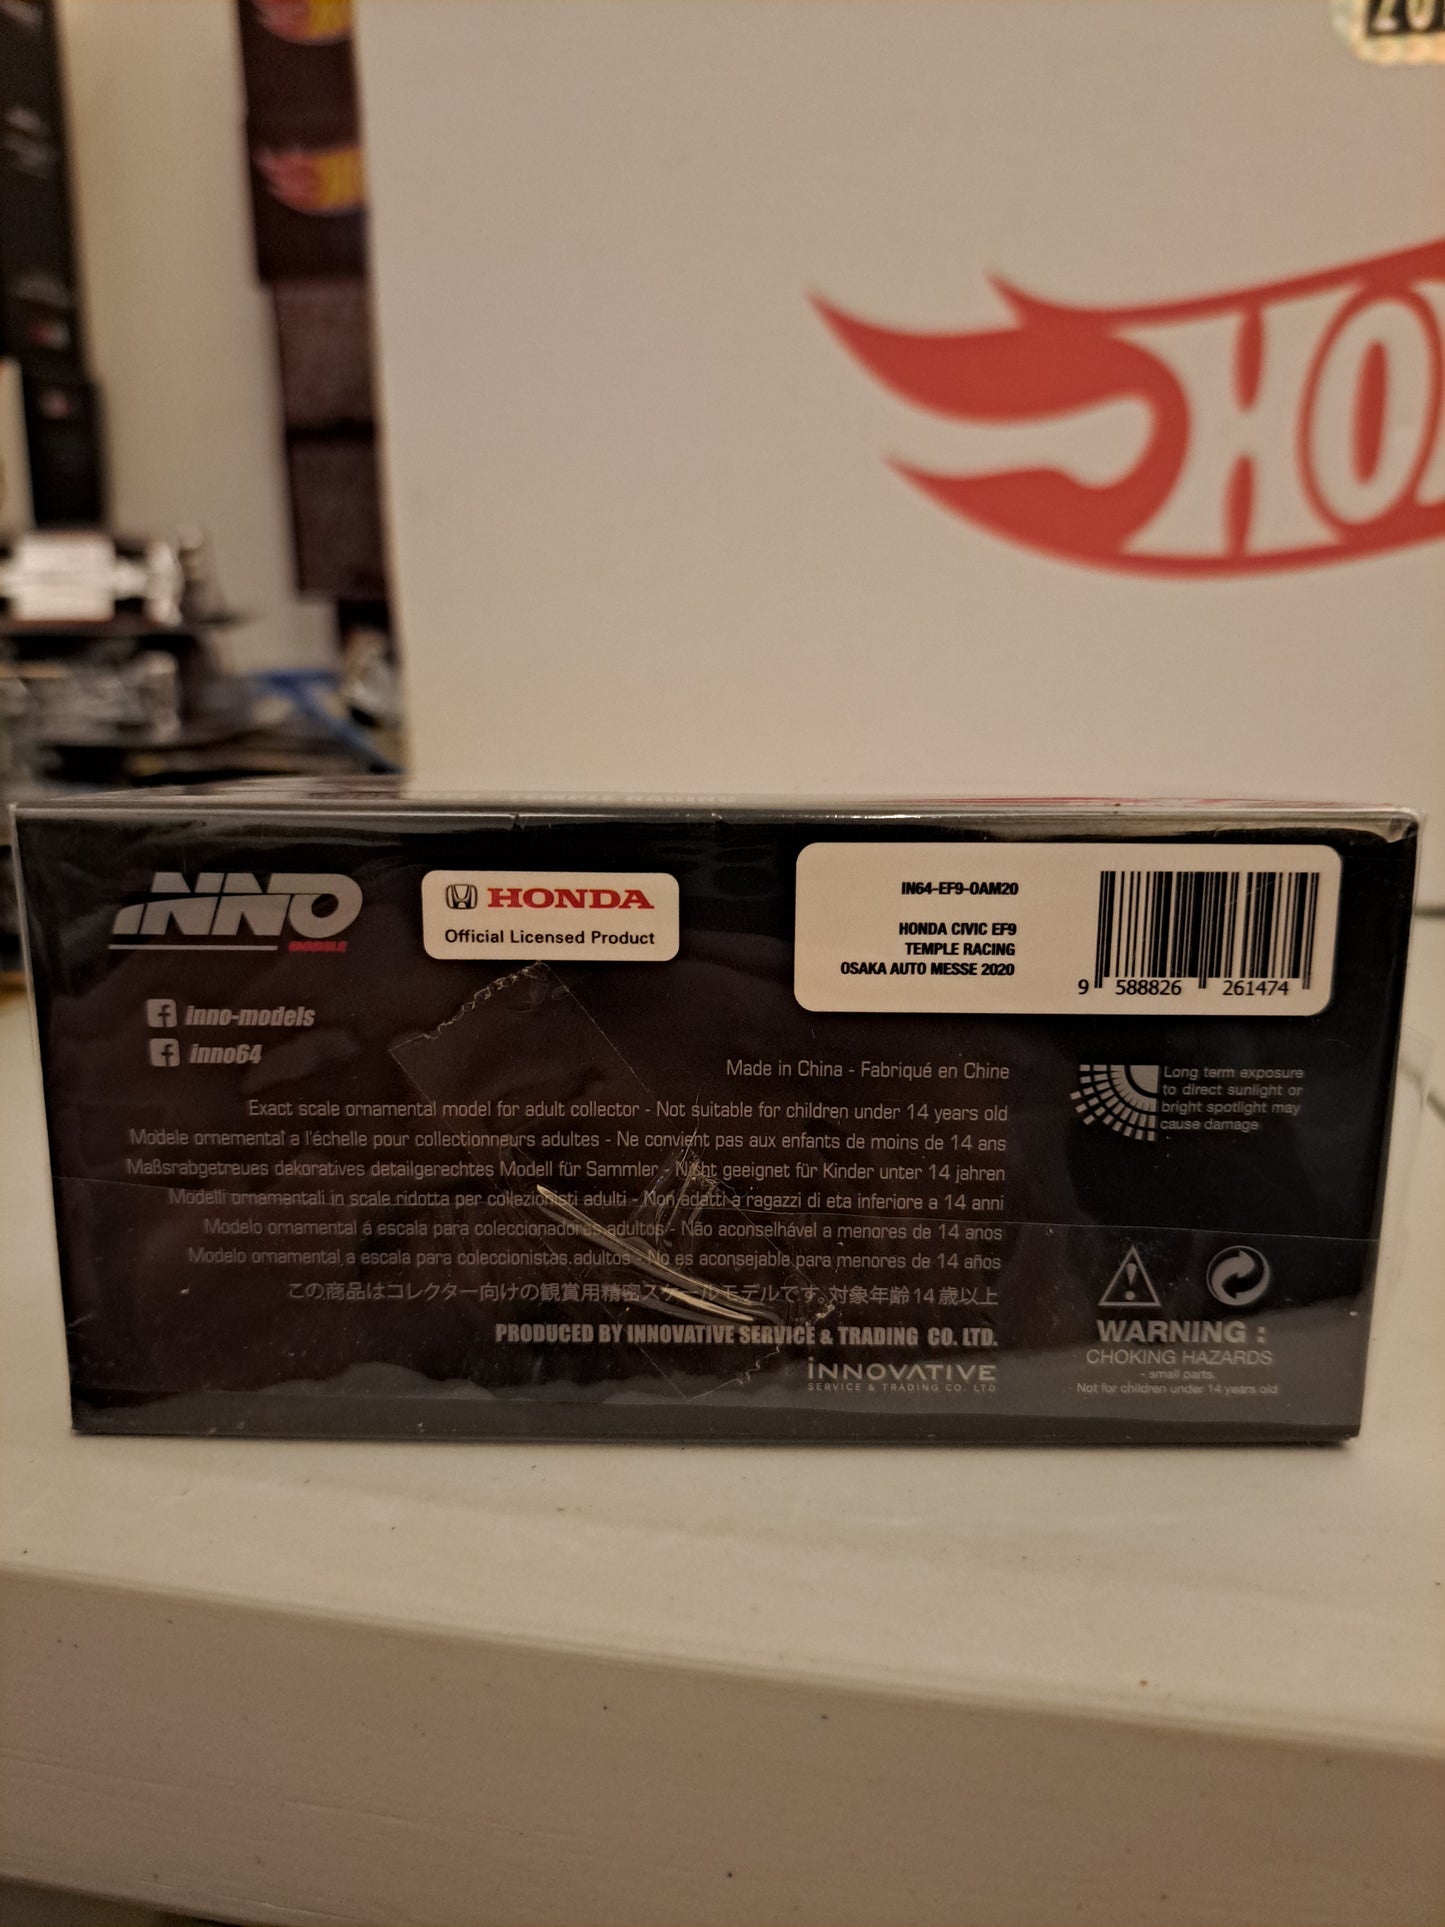 HO
INNO
MODELS
HONDA
Official Licensed Product
IN64-EF9-OAM20
HONDA CIVIC EF9
TEMPLE RACING
OSAKA AUTO MESSE 2020
9 588826 261474
inno-models
inno64
Made in China - Fabriqué en Chine
Exact scale ornamental model for adult collector - Not suitable for children under 14 years old
Modele ornemental a l'échelle pour collectionneurs adultes - Ne convient pas aux enfants de moins de 14 ans
Maßsrabgetreues dekoratives detailgerechtes Modell für Sammler - Nicht geeignet für Kinder unter 14 jahren
Modelli ornamentali in scale ridotta per collezionisti adulti - Non adatti a ragazzi di eta inferiore a 14 anni
Modelo ornamental á escala para coleccionadores adultos - Não aconselhável a menores de 14 anos
Modelo ornamental a escala para coleccionistas adultos - No es aconsejable para menores de 14 años
この商品はコレクター向けの観賞用精密スケールモデルです。対象年齢14歳以上
PRODUCED BY INNOVATIVE SERVICE & TRADING CO. LTD.
INNOVATIVE
SERVICE & TRADING CO. LTD
Long term exposure
to direct sunlight or
bright spotlight may
cause damage
WARNING :
CHOKING HAZARDS
- small parts.
Not for children under 14 years old